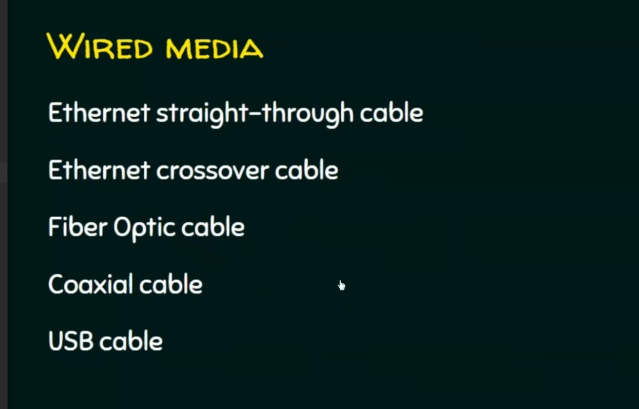 Wired media
Ethernet straight-through cable
Ethernet crossover cable
Fiber Optic cable
Coaxial cable
USB cable